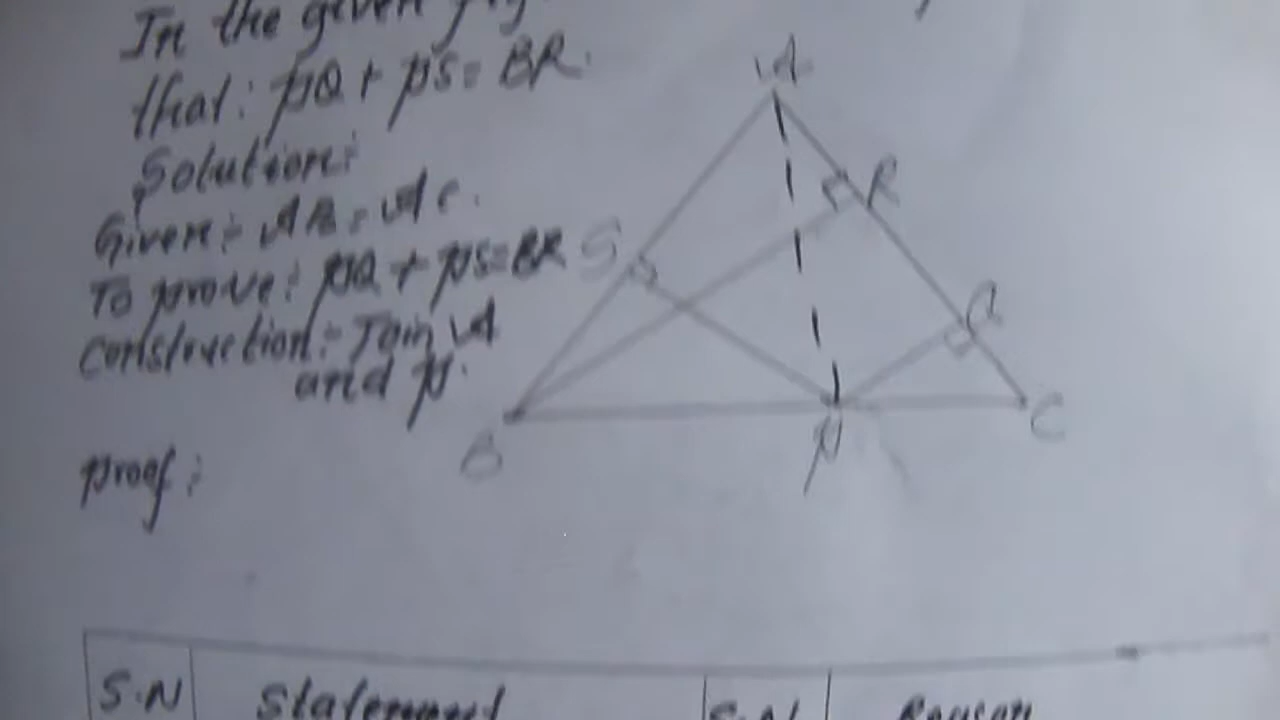 In the given
that: PQ + PS = BR.
Solution:
Given:- AB = AC.
To prove: PQ + PS = BR
Construction:- Join A
and P.
Proof:
A
R
S
Q
B
P
C
S.N Statement S.N Reason